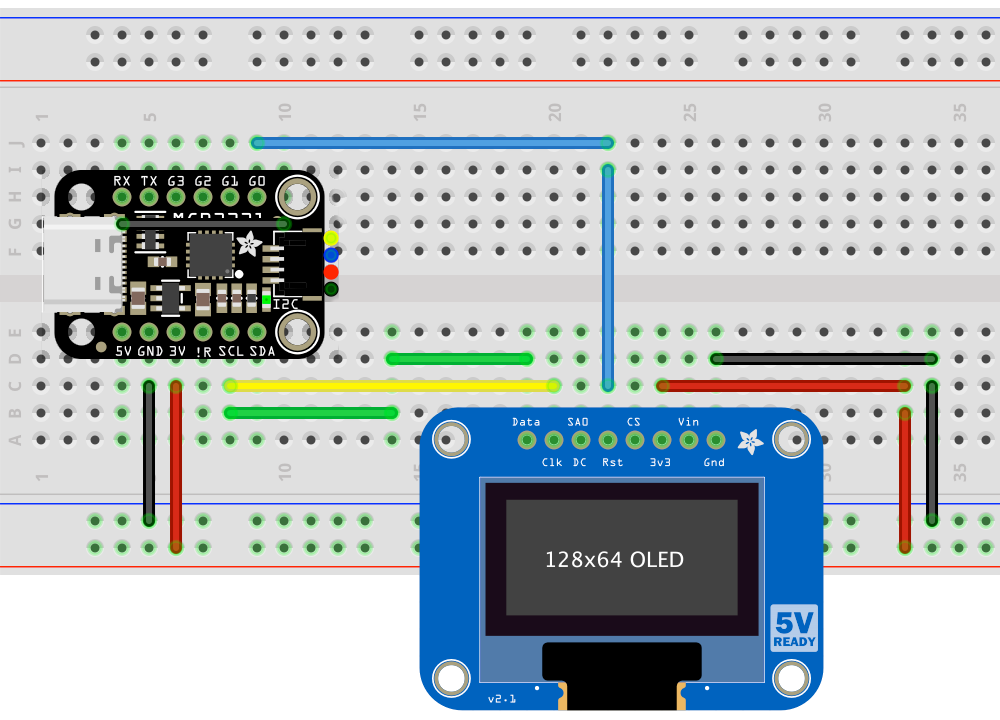 1 5 10 15 20 25 30 35
J
I
H
G
F
RX TX G3 G2 G1 G0
I2C
5V GND 3V !R SCL SDA
E
D
C
B
A
Data SA0 CS Vin
Clk DC Rst 3v3 Gnd
1 10 30 35
128x64 OLED
5V
READY
v2.1